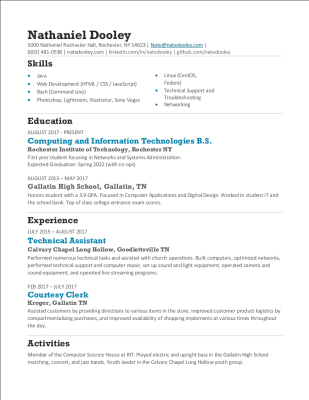 Nathaniel Dooley
5000 Nathaniel Rochester Hall, Rochester, NY 14623 | Nate@natedooley.com |
(602) 481-0538 | natedooley.com | linkedin.com/in/natedooley | github.com/natedooley
Skills
• Java
• Web Development (HTML / CSS / JavaScript)
• Bash (Command Line)
• Photoshop, Lightroom, Illustrator, Sony Vegas
• Linux (CentOS,
Fedora)
• Technical Support and
Troubleshooting
• Networking
Education
AUGUST 2017 - PRESENT
Computing and Information Technologies B.S.
Rochester Institute of Technology, Rochester NY
First year student focusing in Networks and Systems Administration.
Expected Graduation: Spring 2022 (with co-ops)
AUGUST 2013 – MAY 2017
Gallatin High School, Gallatin, TN
Honors student with a 3.9 GPA. Focused in Computer Applications and Digital Design. Worked in student IT and
the school bank. Top of class college entrance exam scores.
Experience
JULY 2015 – AUGUST 2017
Technical Assistant
Calvary Chapel Long Hollow, Goodlettsville TN
Performed numerous technical tasks and assisted with church operations. Built computers, optimized networks,
performed technical support and computer repair, set up sound and light equipment, operated camera and
sound equipment, and operated live streaming programs.
FEB 2017 – JULY 2017
Courtesy Clerk
Kroger, Gallatin TN
Assisted customers by providing directions to various items in the store, improved customer product logistics by
compartmentalizing purchases, and improving availability of shopping implements at various times throughout
the day.
Activities
Member of the Computer Science House at RIT. Played electric and upright bass in the Gallatin High School
marching, concert, and jazz bands. Youth leader in the Calvary Chapel Long Hollow youth group.